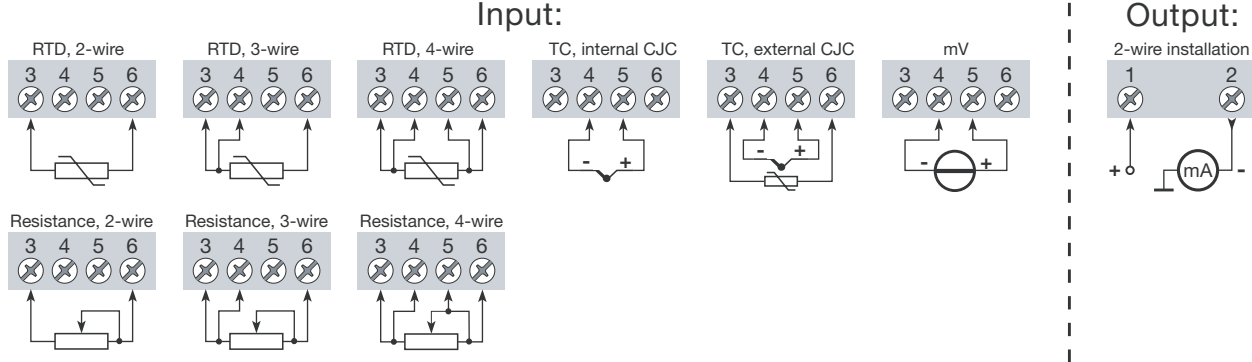 Input:
Output:
RTD, 2-wire
3 4 5 6
RTD, 3-wire
3 4 5 6
RTD, 4-wire
3 4 5 6
TC, internal CJC
3 4 5 6
- +
TC, external CJC
3 4 5 6
- +
mV
3 4 5 6
- +
2-wire installation
1 2
+ mA -
Resistance, 2-wire
3 4 5 6
Resistance, 3-wire
3 4 5 6
Resistance, 4-wire
3 4 5 6